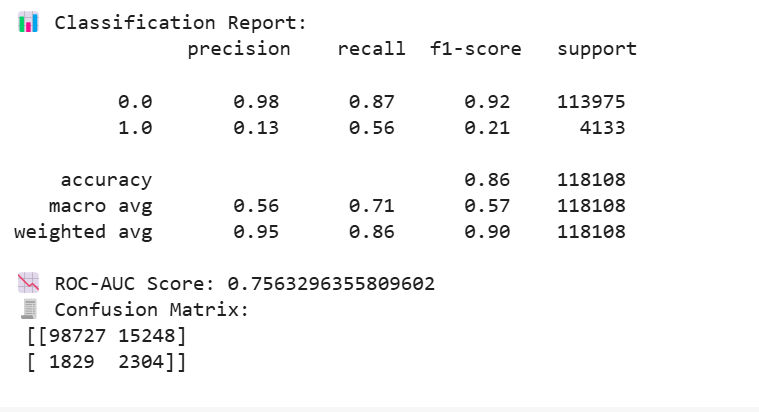 📊 Classification Report:
precision recall f1-score support
0.0 0.98 0.87 0.92 113975
1.0 0.13 0.56 0.21 4133
accuracy 0.86 118108
macro avg 0.56 0.71 0.57 118108
weighted avg 0.95 0.86 0.90 118108
📉 ROC-AUC Score: 0.7563296355809602
🧾 Confusion Matrix:
[[98727 15248]
[ 1829 2304]]